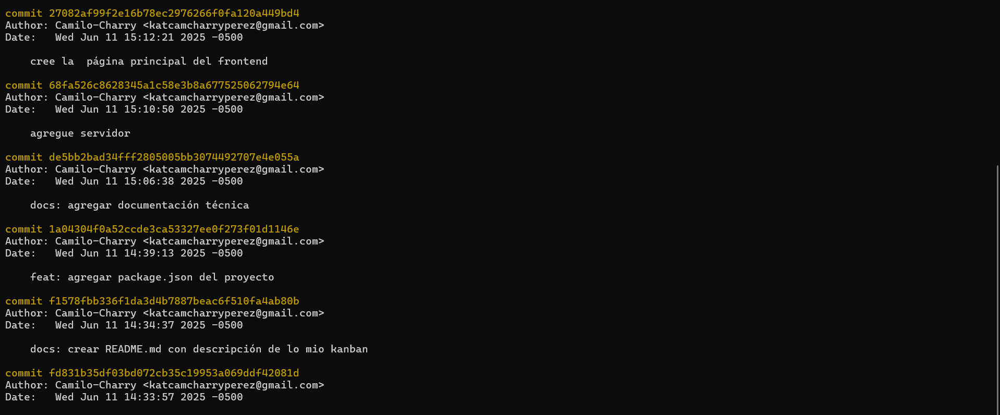 commit 27082af99f2e16b78ec2976266f0fa120a449bd4
Author: Camilo-Charry <katcamcharryperez@gmail.com>
Date:   Wed Jun 11 15:12:21 2025 -0500
cree la  página principal del frontend
commit 68fa526c8628345a1c58e3b8a677525062794e64
Author: Camilo-Charry <katcamcharryperez@gmail.com>
Date:   Wed Jun 11 15:10:50 2025 -0500
agregue servidor
commit de5bb2bad34fff2805005bb3074492707e4e055a
Author: Camilo-Charry <katcamcharryperez@gmail.com>
Date:   Wed Jun 11 15:06:38 2025 -0500
docs: agregar documentación técnica
commit 1a04304f0a52ccde3ca53327ee0f273f01d1146e
Author: Camilo-Charry <katcamcharryperez@gmail.com>
Date:   Wed Jun 11 14:39:13 2025 -0500
feat: agregar package.json del proyecto
commit f1578fbb336f1da3d4b7887beac6f510fa4ab80b
Author: Camilo-Charry <katcamcharryperez@gmail.com>
Date:   Wed Jun 11 14:34:37 2025 -0500
docs: crear README.md con descripción de lo mio kanban
commit fd831b35df03bd072cb35c19953a069ddf42081d
Author: Camilo-Charry <katcamcharryperez@gmail.com>
Date:   Wed Jun 11 14:33:57 2025 -0500